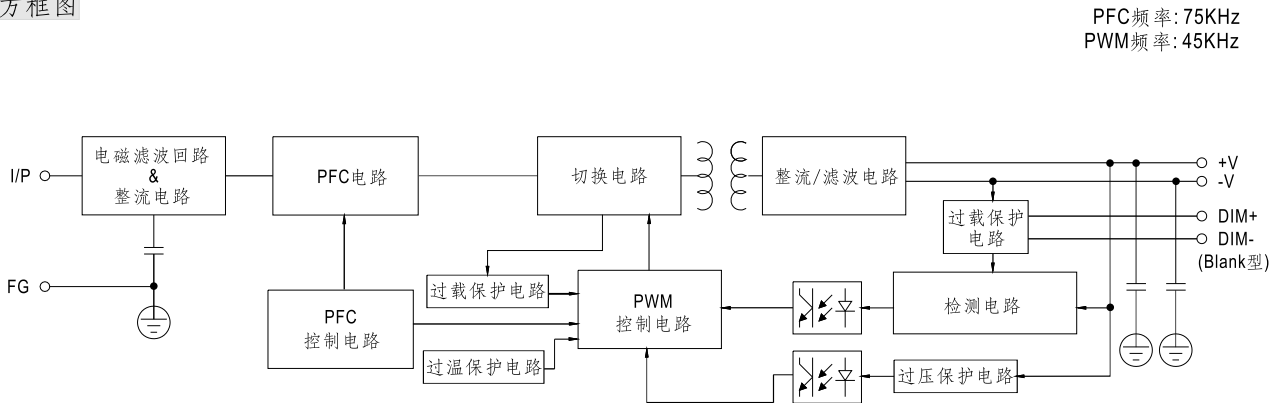 方框图
PFC频率: 75KHz
PWM频率: 45KHz
I/P
电磁滤波回路
&
整流电路
PFC电路
切换电路
整流/滤波电路
+V
-V
过载保护
电路
DIM+
DIM-
(Blank型)
FG
PFC
控制电路
过载保护电路
过温保护电路
PWM
控制电路
检测电路
过压保护电路